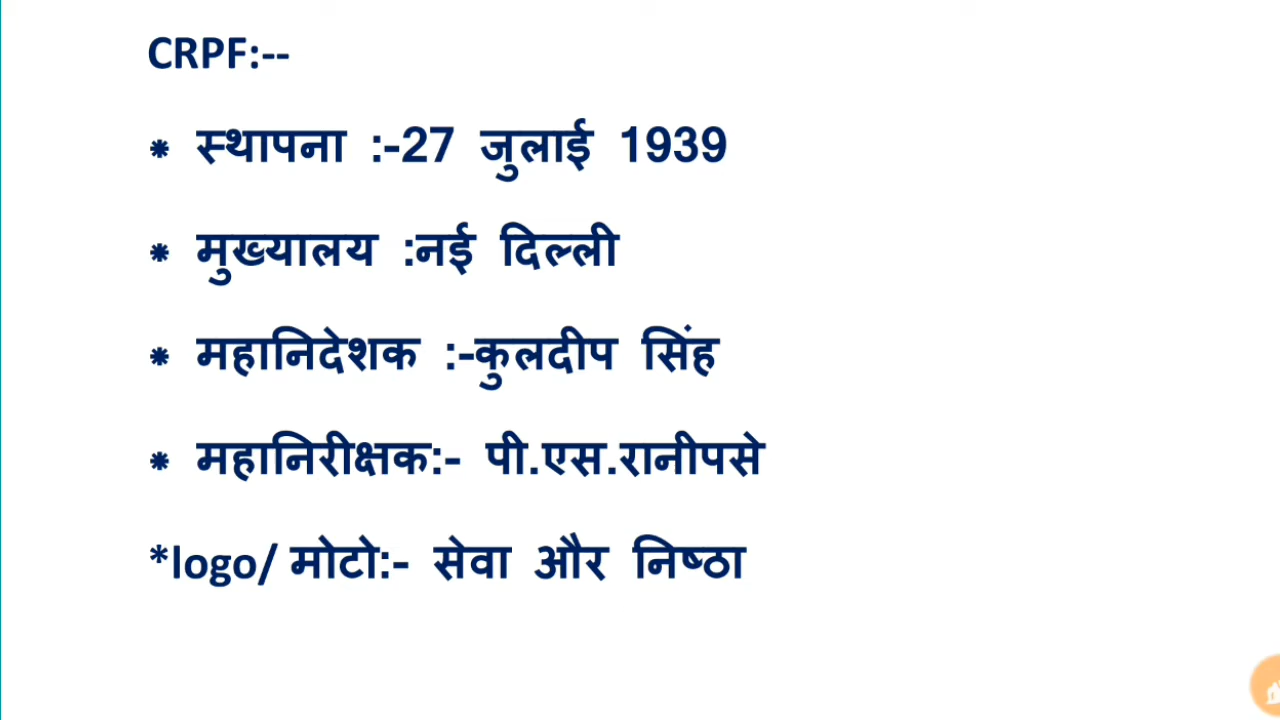 CRPF:--
* स्थापना :-27 जुलाई 1939
* मुख्यालय :नई दिल्ली
* महानिदेशक :-कुलदीप सिंह
* महानिरीक्षक:- पी.एस.रानीपसे
*logo/ मोटो:- सेवा और निष्ठा